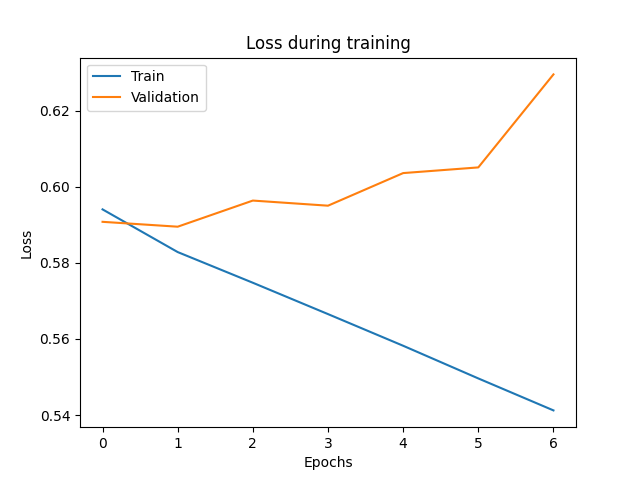 Loss during training
Train
Validation
0.62
0.60
0.58
0.56
0.54
Loss
0 1 2 3 4 5 6
Epochs